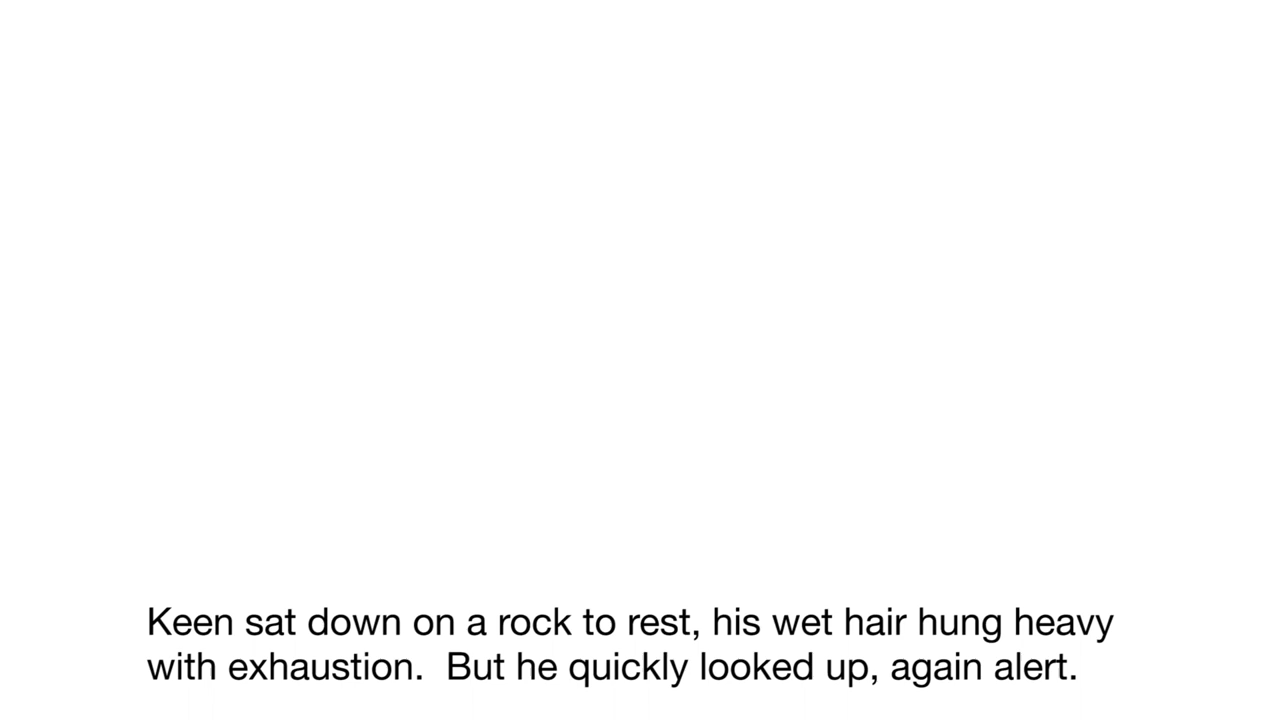 Keen sat down on a rock to rest, his wet hair hung heavy
with exhaustion.  But he quickly looked up, again alert.